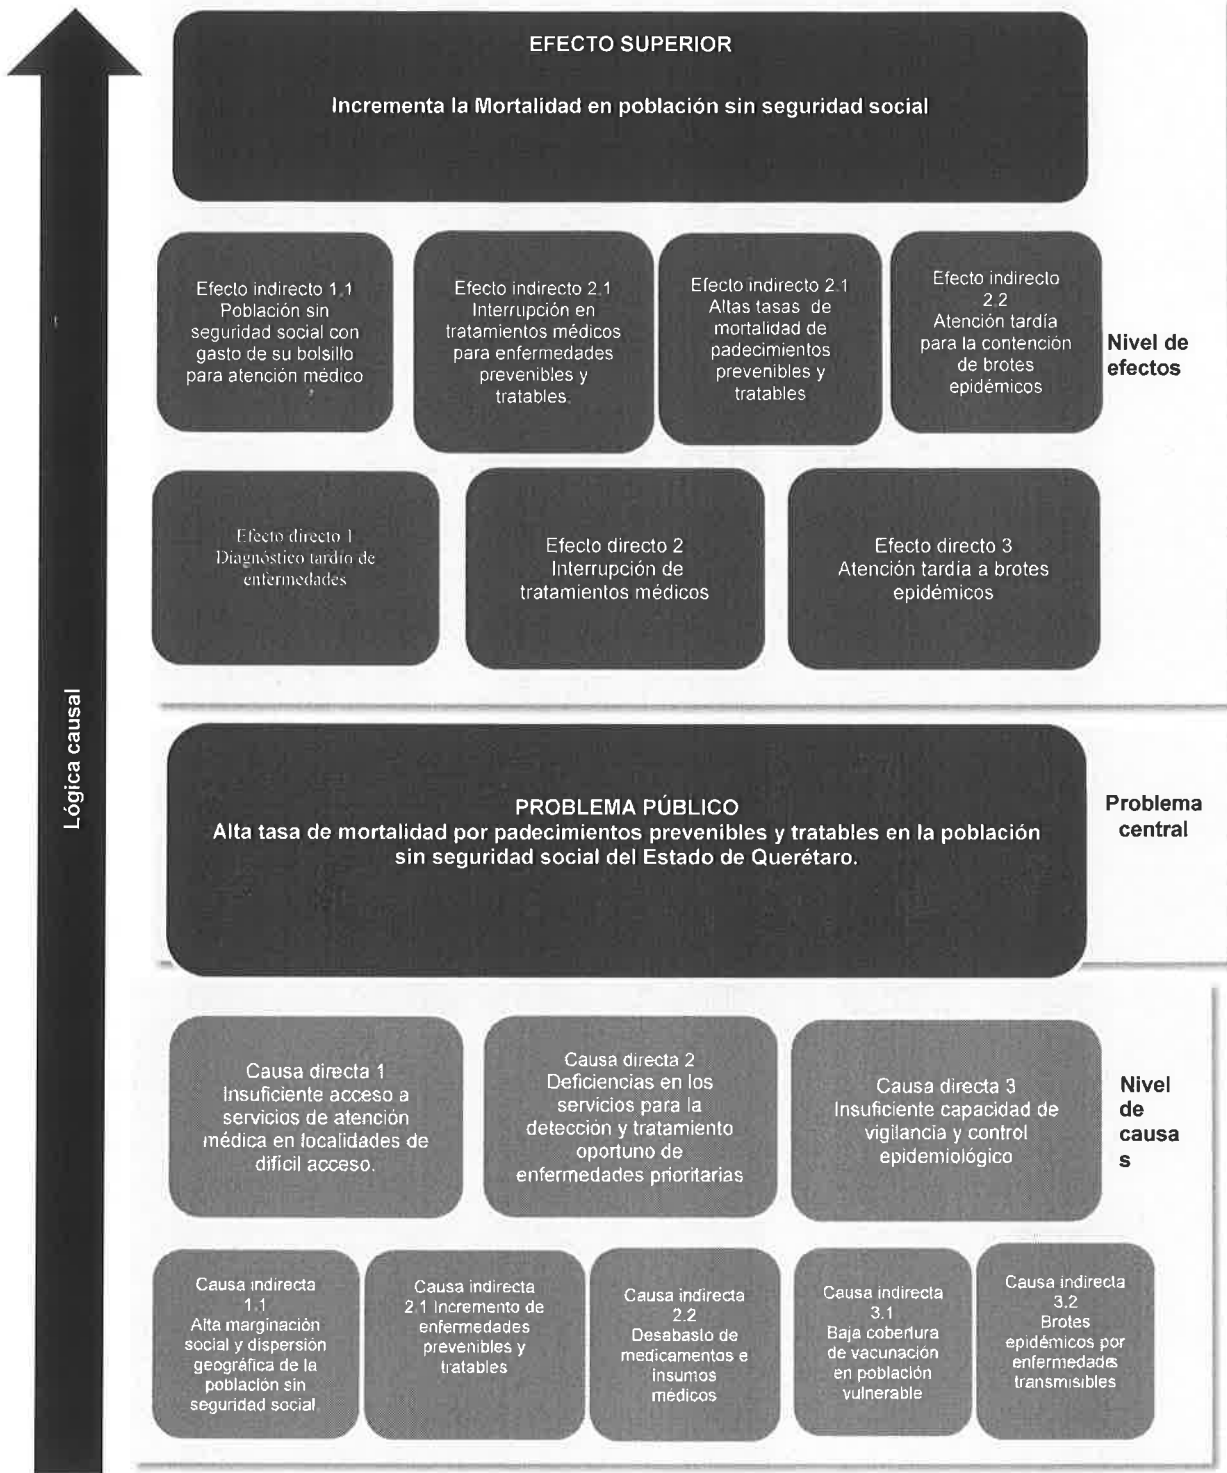 EFECTO SUPERIOR
Incrementa la Mortalidad en población sin seguridad social
Efecto indirecto 1.1
Población sin
seguridad social con
gasto de su bolsillo
para atención médico
Efecto indirecto 2.1
Interrupción en
tratamientos médicos
para enfermedades
prevenibles y
tratables.
Efecto indirecto 2.1
Altas tasas de
mortalidad de
padecimientos
prevenibles y
tratables
Efecto indirecto
2.2
Atención tardía
para la contención
de brotes
epidémicos
Nivel de
efectos
Efecto directo 1
Diagnóstico tardío de
enfermedades
Efecto directo 2
Interrupción de
tratamientos médicos
Efecto directo 3
Atención tardía a brotes
epidémicos
Lógica causal
PROBLEMA PÚBLICO
Alta tasa de mortalidad por padecimientos prevenibles y tratables en la población
sin seguridad social del Estado de Querétaro.
Problema
central
Causa directa 1
Insuficiente acceso a
servicios de atención
médica en localidades de
difícil acceso.
Causa directa 2
Deficiencias en los
servicios para la
detección y tratamiento
oportuno de
enfermedades prioritarias
Causa directa 3
Insuficiente capacidad de
vigilancia y control
epidemiológico
Nivel
de
causa
s
Causa indirecta
1.1
Alta marginación
social y dispersión
geográfica de la
población sin
seguridad social.
Causa indirecta
2.1 Incremento de
enfermedades
prevenibles y
tratables
Causa indirecta
2.2
Desabasto de
medicamentos e
insumos
médicos
Causa indirecta
3.1
Baja cobertura
de vacunación
en población
vulnerable
Causa indirecta
3.2
Brotes
epidémicos por
enfermedades
transmisibles